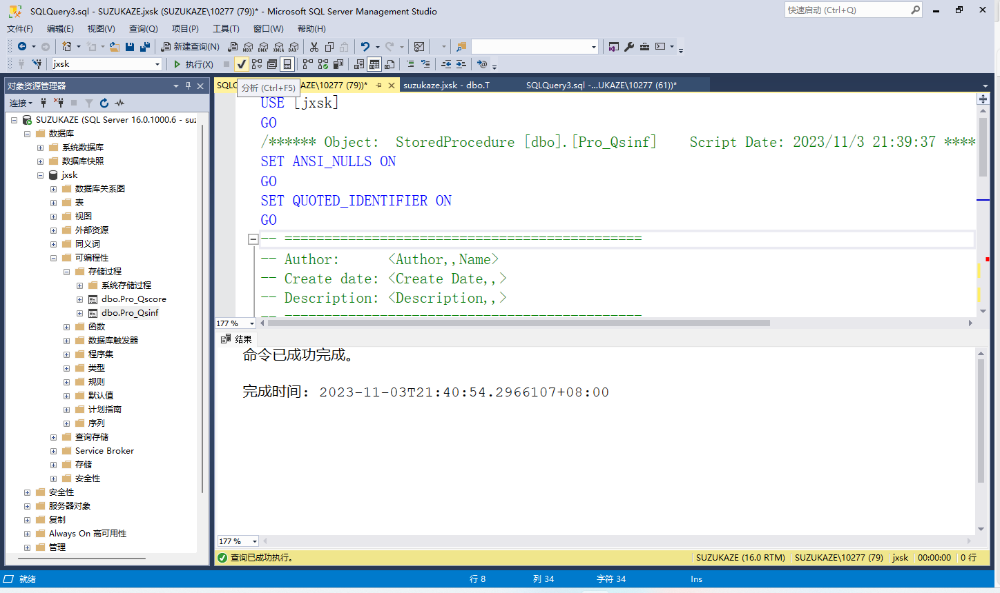 SQLQuery3.sql - SUZUKAZE.jxsk (SUZUKAZE\10277 (79))* - Microsoft SQL Server Management Studio
快速启动 (Ctrl+Q)
文件(F) 编辑(E) 视图(V) 查询(Q) 项目(P) 工具(T) 窗口(W) 帮助(H)
新建查询(N) MDX DMX XMLA DAX
jxsk 执行(X)
对象资源管理器
连接
SUZUKAZE (SQL Server 16.0.1000.6 - suz
数据库
系统数据库
数据库快照
jxsk
数据库关系图
表
视图
外部资源
同义词
可编程性
存储过程
系统存储过程
dbo.Pro_Qscore
dbo.Pro_Qsinf
函数
数据库触发器
程序集
类型
规则
默认值
计划指南
序列
查询存储
Service Broker
存储
安全性
安全性
服务器对象
复制
Always On 高可用性
管理
SQLQ AZE\10277 (79))* suzukaze.jxsk - dbo.T SQLQuery3.sql -...UKAZE\10277 (61))*
分析 (Ctrl+F5)
USE [jxsk]
GO
/****** Object:  StoredProcedure [dbo].[Pro_Qsinf]    Script Date: 2023/11/3 21:39:37 ****
SET ANSI_NULLS ON
GO
SET QUOTED_IDENTIFIER ON
GO
-- =============================================
-- Author:      <Author,,Name>
-- Create date: <Create Date,,>
-- Description: <Description,,>
-- =============================================
177 %
结果
命令已成功完成。
完成时间: 2023-11-03T21:40:54.2966107+08:00
177 %
查询已成功执行。 SUZUKAZE (16.0 RTM) SUZUKAZE\10277 (79) jxsk 00:00:00 0 行
就绪 行 8 列 34 字符 34 Ins